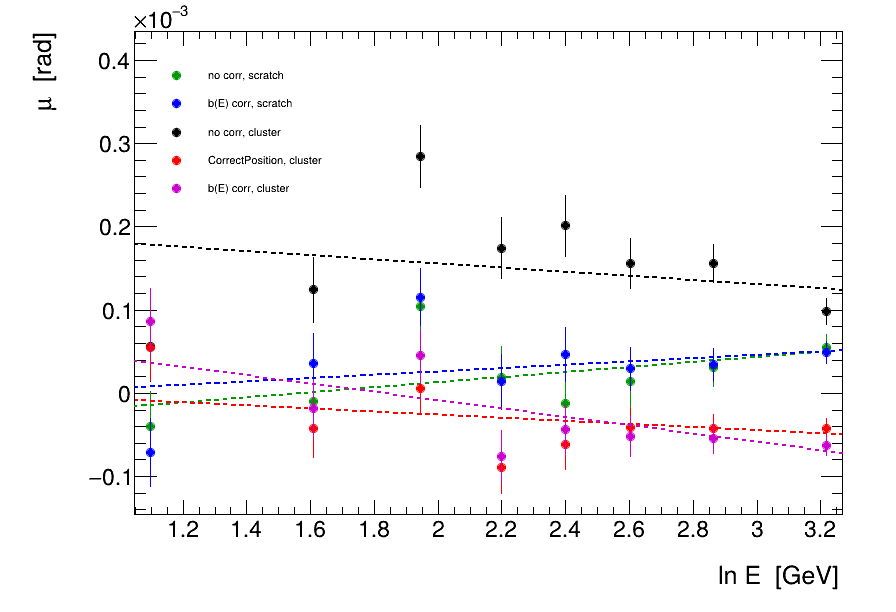 ×10⁻³
μ [rad]
0.4
0.3
0.2
0.1
0
−0.1
no corr, scratch
b(E) corr, scratch
no corr, cluster
CorrectPosition, cluster
b(E) corr, cluster
1.2 1.4 1.6 1.8 2 2.2 2.4 2.6 2.8 3 3.2
ln E [GeV]